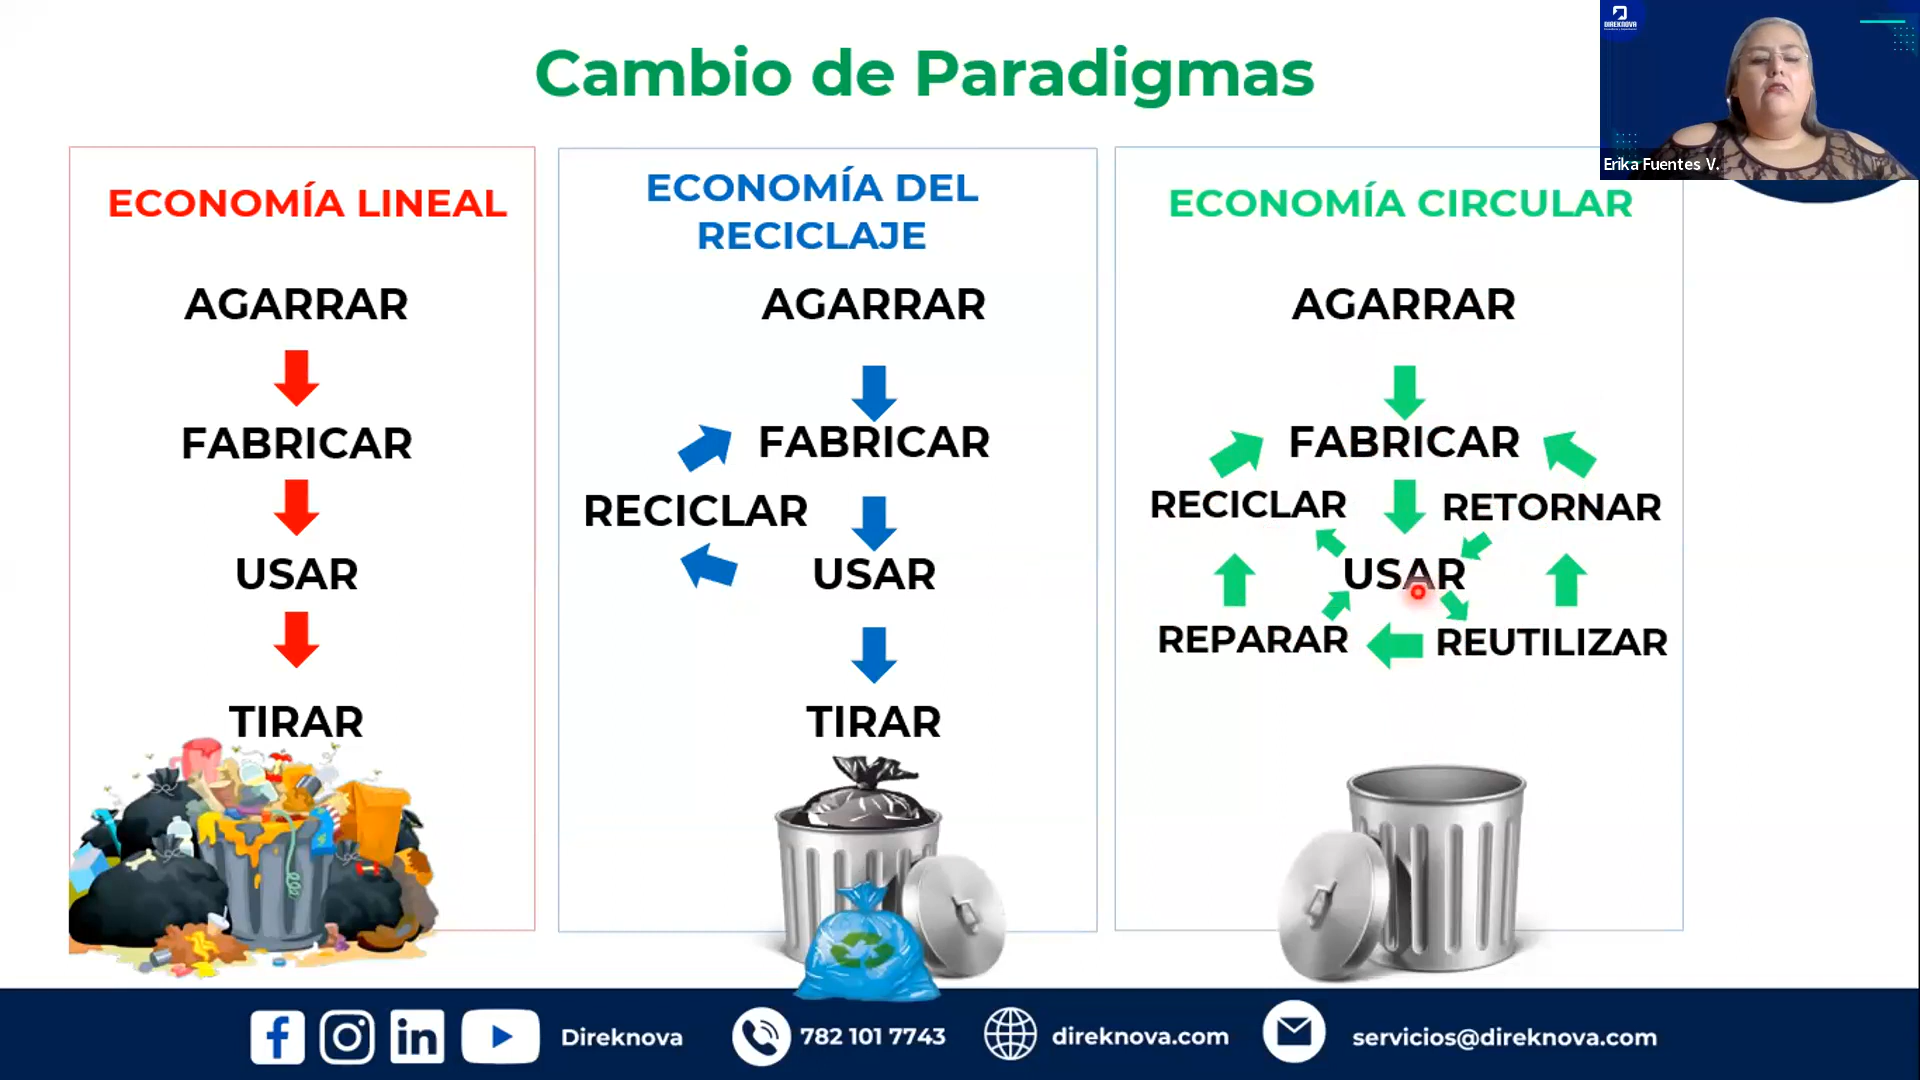 Cambio de Paradigmas
DIREKNOVA
Erika Fuentes V.
ECONOMÍA LINEAL
AGARRAR
FABRICAR
USAR
TIRAR
ECONOMÍA DEL
RECICLAJE
AGARRAR
FABRICAR
RECICLAR
USAR
TIRAR
ECONOMÍA CIRCULAR
AGARRAR
FABRICAR
RECICLAR
RETORNAR
USAR
REPARAR
REUTILIZAR
Direknova
782 101 7743
direknova.com
servicios@direknova.com